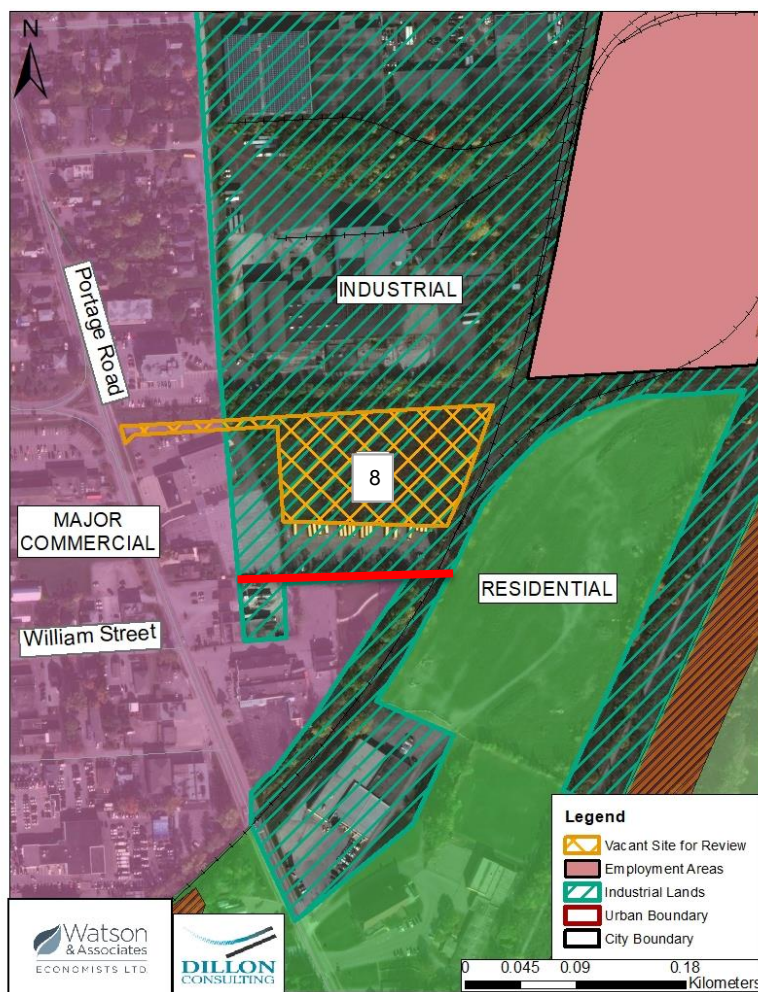 N
Portage Road
INDUSTRIAL
8
MAJOR
COMMERCIAL
RESIDENTIAL
William Street
Legend
Vacant Site for Review
Employment Areas
Industrial Lands
Urban Boundary
City Boundary
Watson
& Associates
ECONOMISTS LTD.
DILLON
CONSULTING
0 0.045 0.09 0.18
Kilometers